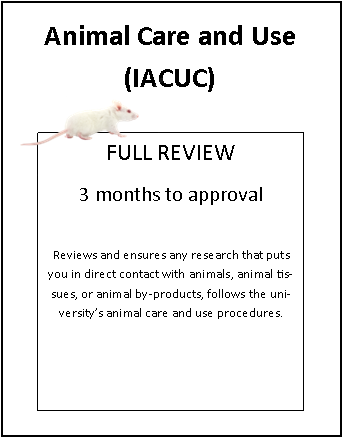 Animal Care and Use
(IACUC)
FULL REVIEW
3 months to approval
Reviews and ensures any research that puts
you in direct contact with animals, animal tis-
sues, or animal by-products, follows the uni-
versity's animal care and use procedures.